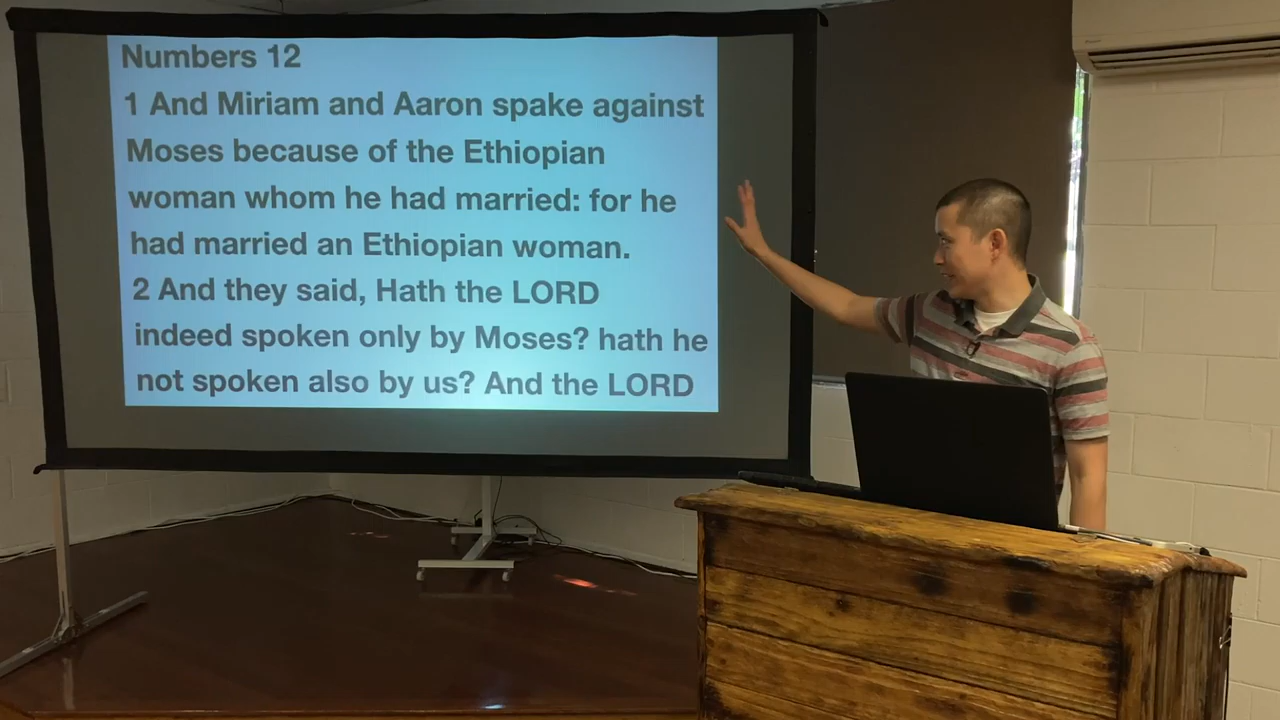 Numbers 12
1 And Miriam and Aaron spake against
Moses because of the Ethiopian
woman whom he had married: for he
had married an Ethiopian woman.
2 And they said, Hath the LORD
indeed spoken only by Moses? hath he
not spoken also by us? And the LORD